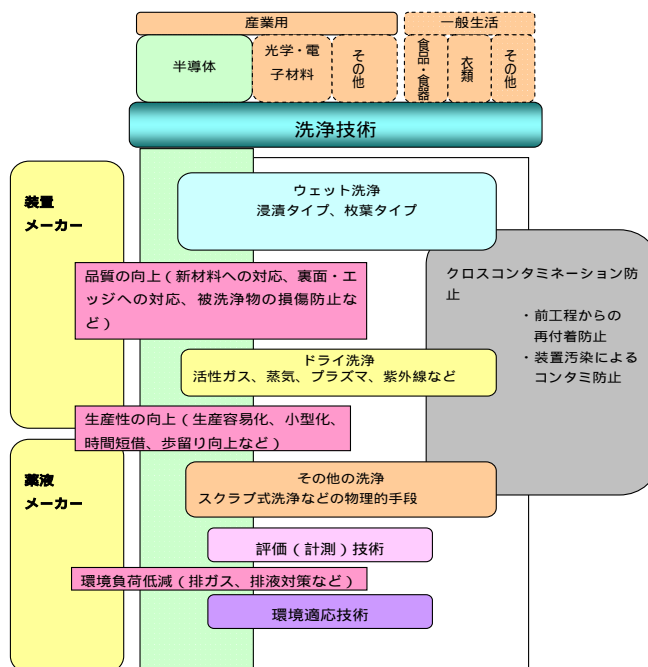 産業用
一般生活
半導体
光学・電
子材料
その他
食品・食器
衣類
その他
洗浄技術
装置
メーカー
ウェット洗浄
浸漬タイプ、枚葉タイプ
品質の向上（新材料への対応、裏面・エ
ッジへの対応、被洗浄物の損傷防止な
ど）
クロスコンタミネーション防
止
・前工程からの
再付着防止
・装置汚染による
コンタミ防止
ドライ洗浄
活性ガス、蒸気、プラズマ、紫外線など
生産性の向上（生産容易化、小型化、
時間短借、歩留り向上など）
薬液
メーカー
その他の洗浄
スクラブ式洗浄などの物理的手段
評価（計測）技術
環境負荷低減（排ガス、排液対策など）
環境適応技術